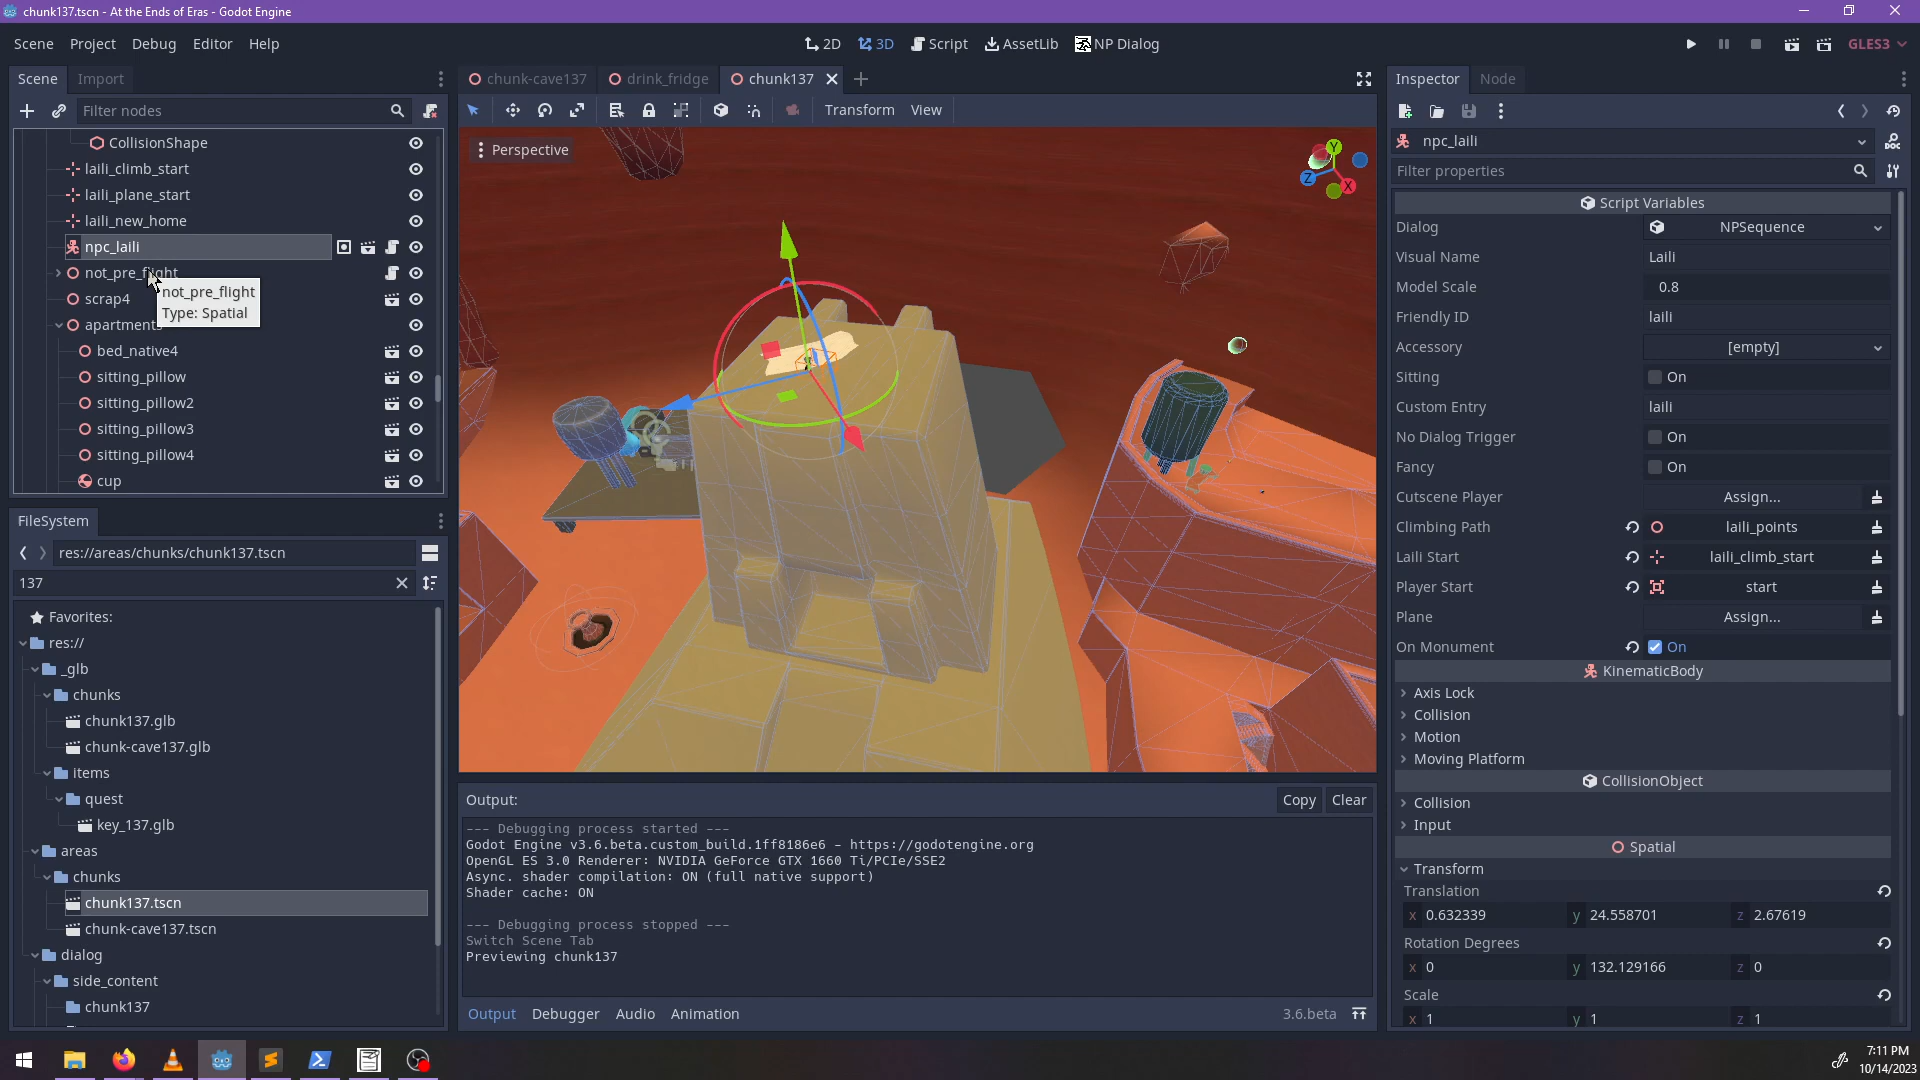 chunk137.tscn - At the Ends of Eras - Godot Engine
Scene Project Debug Editor Help
2D 3D Script AssetLib NP Dialog
GLES3
Scene Import
Filter nodes
CollisionShape
laili_climb_start
laili_plane_start
laili_new_home
npc_laili
not_pre_flight
not_pre_flight
Type: Spatial
scrap4
apartment
bed_native4
sitting_pillow
sitting_pillow2
sitting_pillow3
sitting_pillow4
cup
FileSystem
res://areas/chunks/chunk137.tscn
137
Favorites:
res://
_glb
chunks
chunk137.glb
chunk-cave137.glb
items
quest
key_137.glb
areas
chunks
chunk137.tscn
chunk-cave137.tscn
dialog
side_content
chunk137
chunk-cave137 drink_fridge chunk137
Transform View
Perspective
Y
Z
X
Output:
Copy Clear
--- Debugging process started ---
Godot Engine v3.6.beta.custom_build.1ff8186e6 - https://godotengine.org
OpenGL ES 3.0 Renderer: NVIDIA GeForce GTX 1660 Ti/PCIe/SSE2
Async. shader compilation: ON (full native support)
Shader cache: ON
--- Debugging process stopped ---
Switch Scene Tab
Previewing chunk137
Output Debugger Audio Animation
3.6.beta
Inspector Node
npc_laili
Filter properties
Script Variables
Dialog NPSequence
Visual Name Laili
Model Scale 0.8
Friendly ID laili
Accessory [empty]
Sitting On
Custom Entry laili
No Dialog Trigger On
Fancy On
Cutscene Player Assign...
Climbing Path laili_points
Laili Start laili_climb_start
Player Start start
Plane Assign...
On Monument On
KinematicBody
Axis Lock
Collision
Motion
Moving Platform
CollisionObject
Collision
Input
Spatial
Transform
Translation
x 0.632339 y 24.558701 z 2.67619
Rotation Degrees
x 0 y 132.129166 z 0
Scale
x 1 y 1 z 1
7:11 PM
10/14/2023